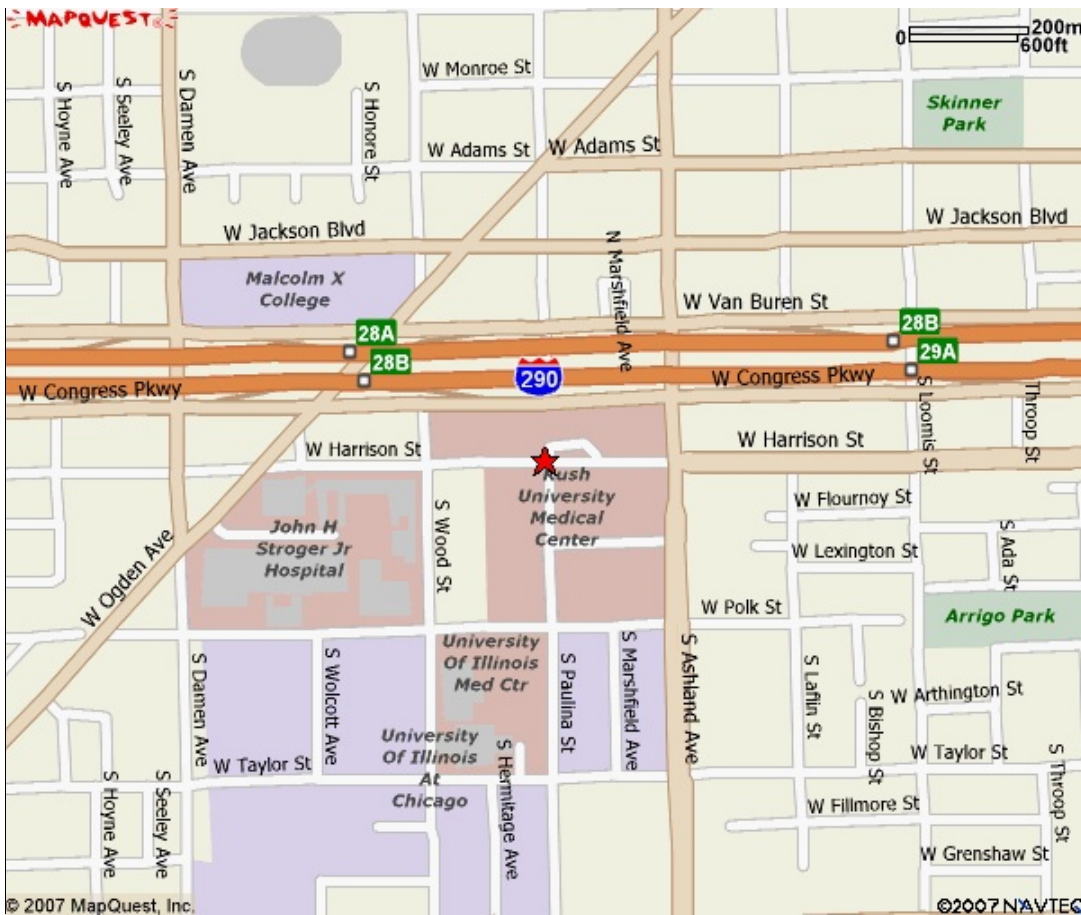 MAPQUEST
200m
0
600ft
W Monroe St
S Hoyne Ave
S Seeley Ave
S Damen Ave
S Honore St
Skinner
Park
W Adams St
W Adams St
W Jackson Blvd
W Jackson Blvd
N Marshfield Ave
Malcolm X
College
W Van Buren St
28A
28B
28B
29A
290
W Congress Pkwy
W Congress Pkwy
S Loomis St
Throop St
W Harrison St
W Harrison St
Rush
University
Medical
Center
W Flournoy St
S Wood St
John H
Stroger Jr
Hospital
W Ogden Ave
W Lexington St
S Ada St
W Polk St
Arrigo Park
University
Of Illinois
Med Ctr
S Damen Ave
S Wolcott Ave
S Paulina St
S Marshfield Ave
S Ashland Ave
S Laflin St
S Bishop St
W Arthington St
University
Of Illinois
At
Chicago
W Taylor St
W Taylor St
S Hermitage Ave
S Throop St
S Hoyne Ave
S Seeley Ave
W Fillmore St
W Grenshaw St
© 2007 MapQuest, Inc.
©2007 NAVTEQ